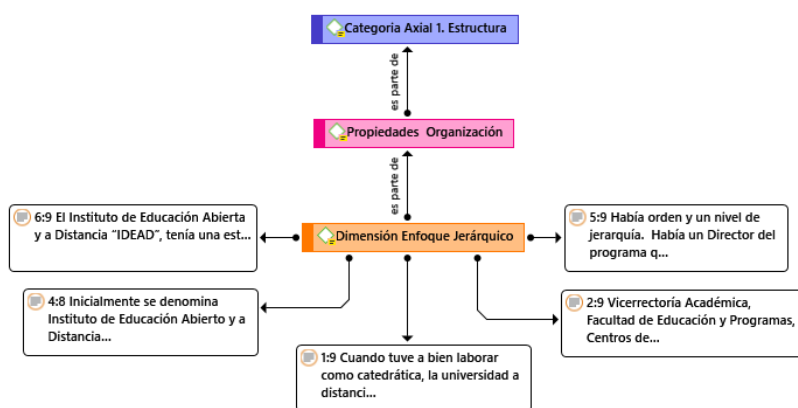 Categoria Axial 1. Estructura
es parte de
Propiedades Organización
es parte de
6:9 El Instituto de Educación Abierta
y a Distancia “IDEAD”, tenía una est...
Dimensión Enfoque Jerárquico
5:9 Había orden y un nivel de
jerarquía. Había un Director del
programa q...
4:8 Inicialmente se denomina
Instituto de Educación Abierto y a
Distancia...
2:9 Vicerrectoría Académica,
Facultad de Educación y Programas,
Centros de...
1:9 Cuando tuve a bien laborar
como catedrática, la universidad a
distanci...